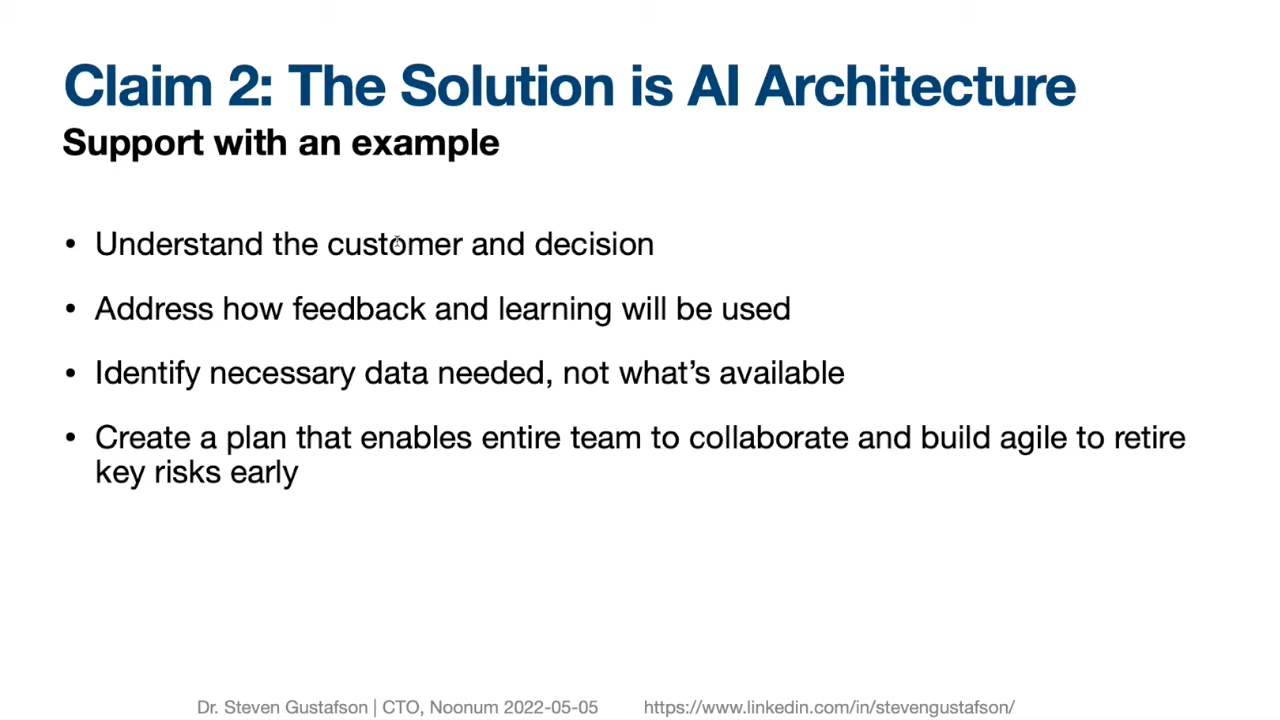 Claim 2: The Solution is AI Architecture
Support with an example
• Understand the customer and decision
• Address how feedback and learning will be used
• Identify necessary data needed, not what’s available
• Create a plan that enables entire team to collaborate and build agile to retire
key risks early
Dr. Steven Gustafson | CTO, Noonum 2022-05-05 https://www.linkedin.com/in/stevengustafson/